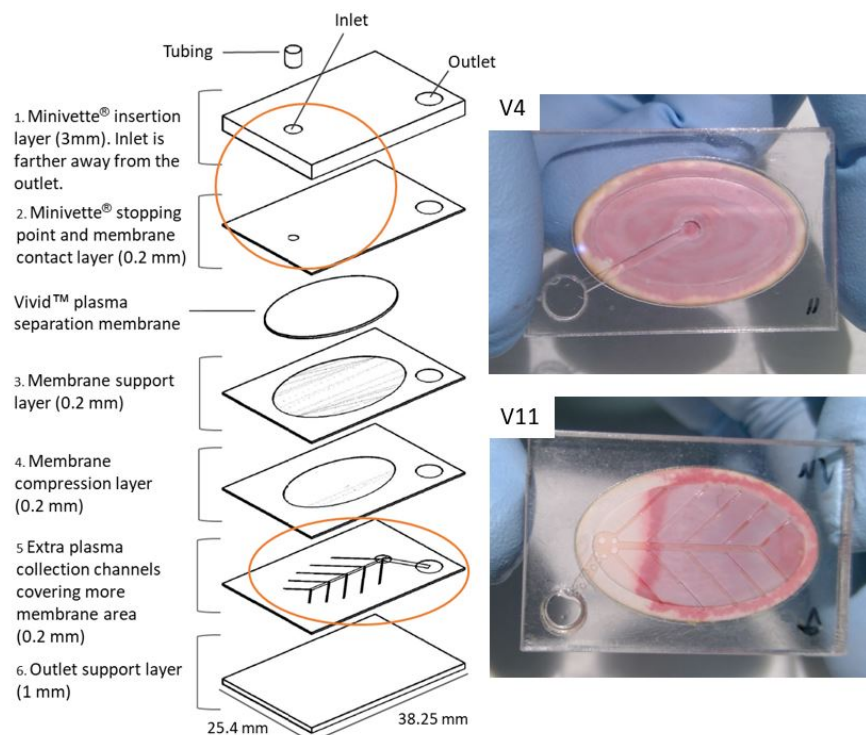 Inlet
Tubing
Outlet
1. Minivette® insertion
layer (3mm). Inlet is
farther away from the
outlet.
2. Minivette® stopping
point and membrane
contact layer (0.2 mm)
Vivid™ plasma
separation membrane
3. Membrane support
layer (0.2 mm)
4. Membrane
compression layer
(0.2 mm)
5 Extra plasma
collection channels
covering more
membrane area
(0.2 mm)
6. Outlet support layer
(1 mm)
25.4 mm
38.25 mm
V4
V11